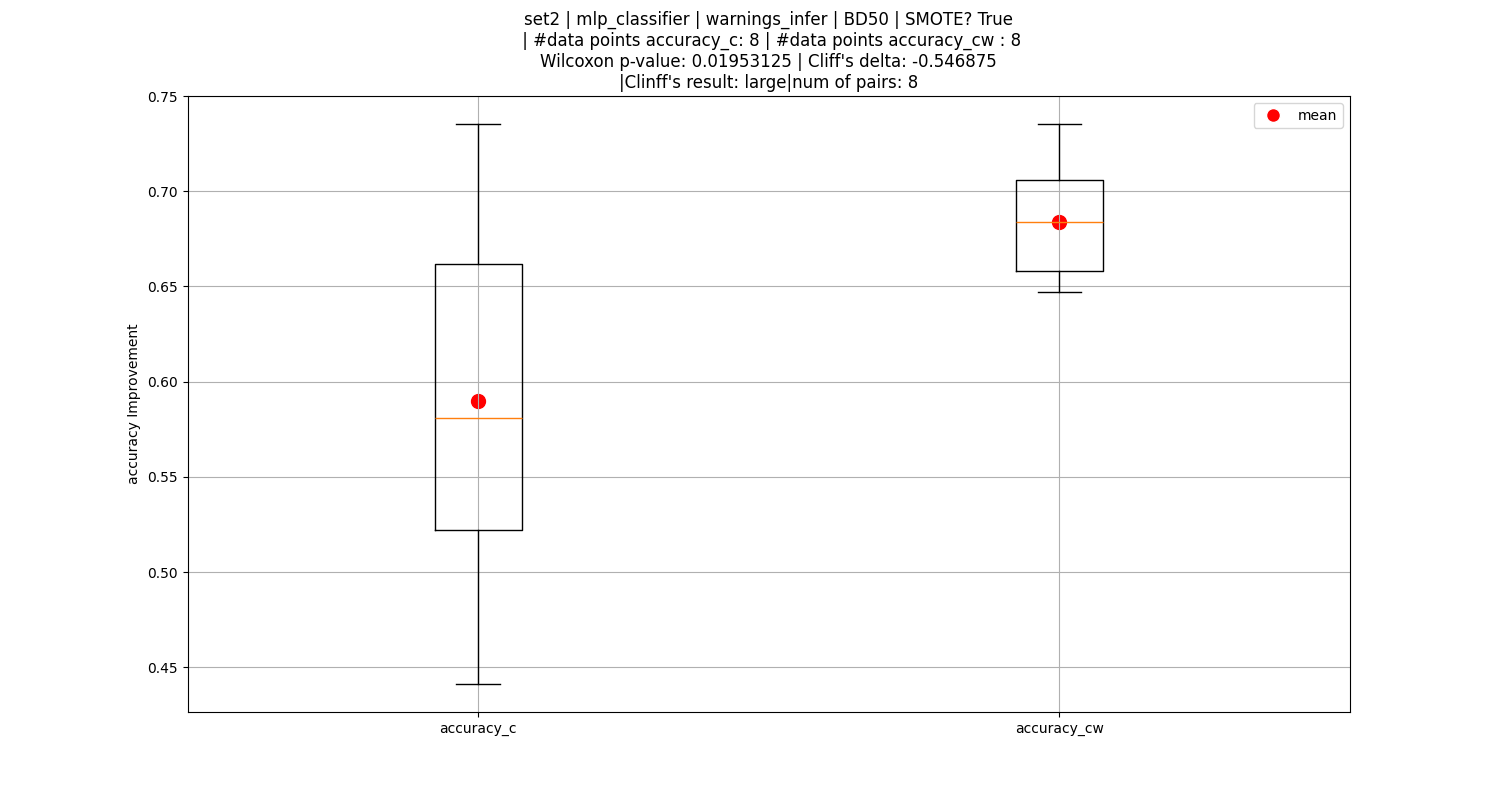 set2 | mlp_classifier | warnings_infer | BD50 | SMOTE? True
| #data points accuracy_c: 8 | #data points accuracy_cw : 8
Wilcoxon p-value: 0.01953125 | Cliff's delta: -0.546875
|Clinff's result: large|num of pairs: 8
mean
0.75
0.70
0.65
0.60
0.55
0.50
0.45
accuracy Improvement
accuracy_c
accuracy_cw